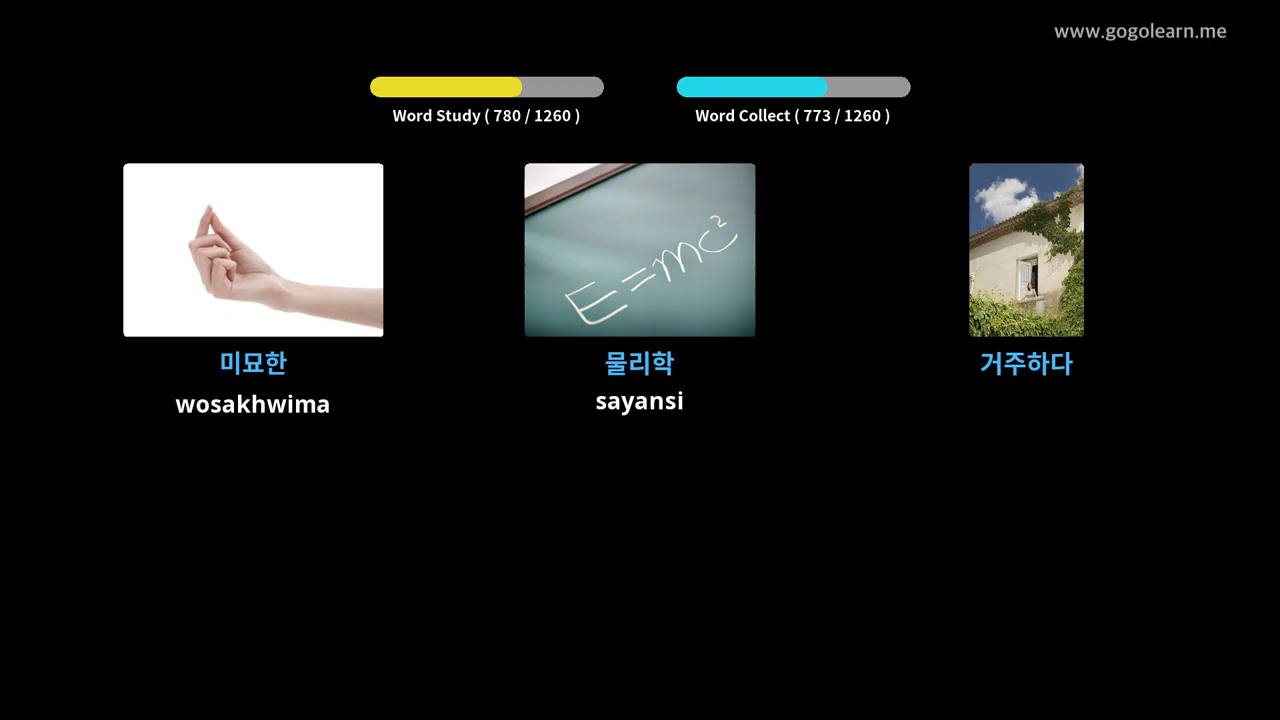 www.gogolearn.me
Word Study ( 780 / 1260 )
Word Collect ( 773 / 1260 )
E=mc²
미묘한
물리학
거주하다
wosakhwima
sayansi